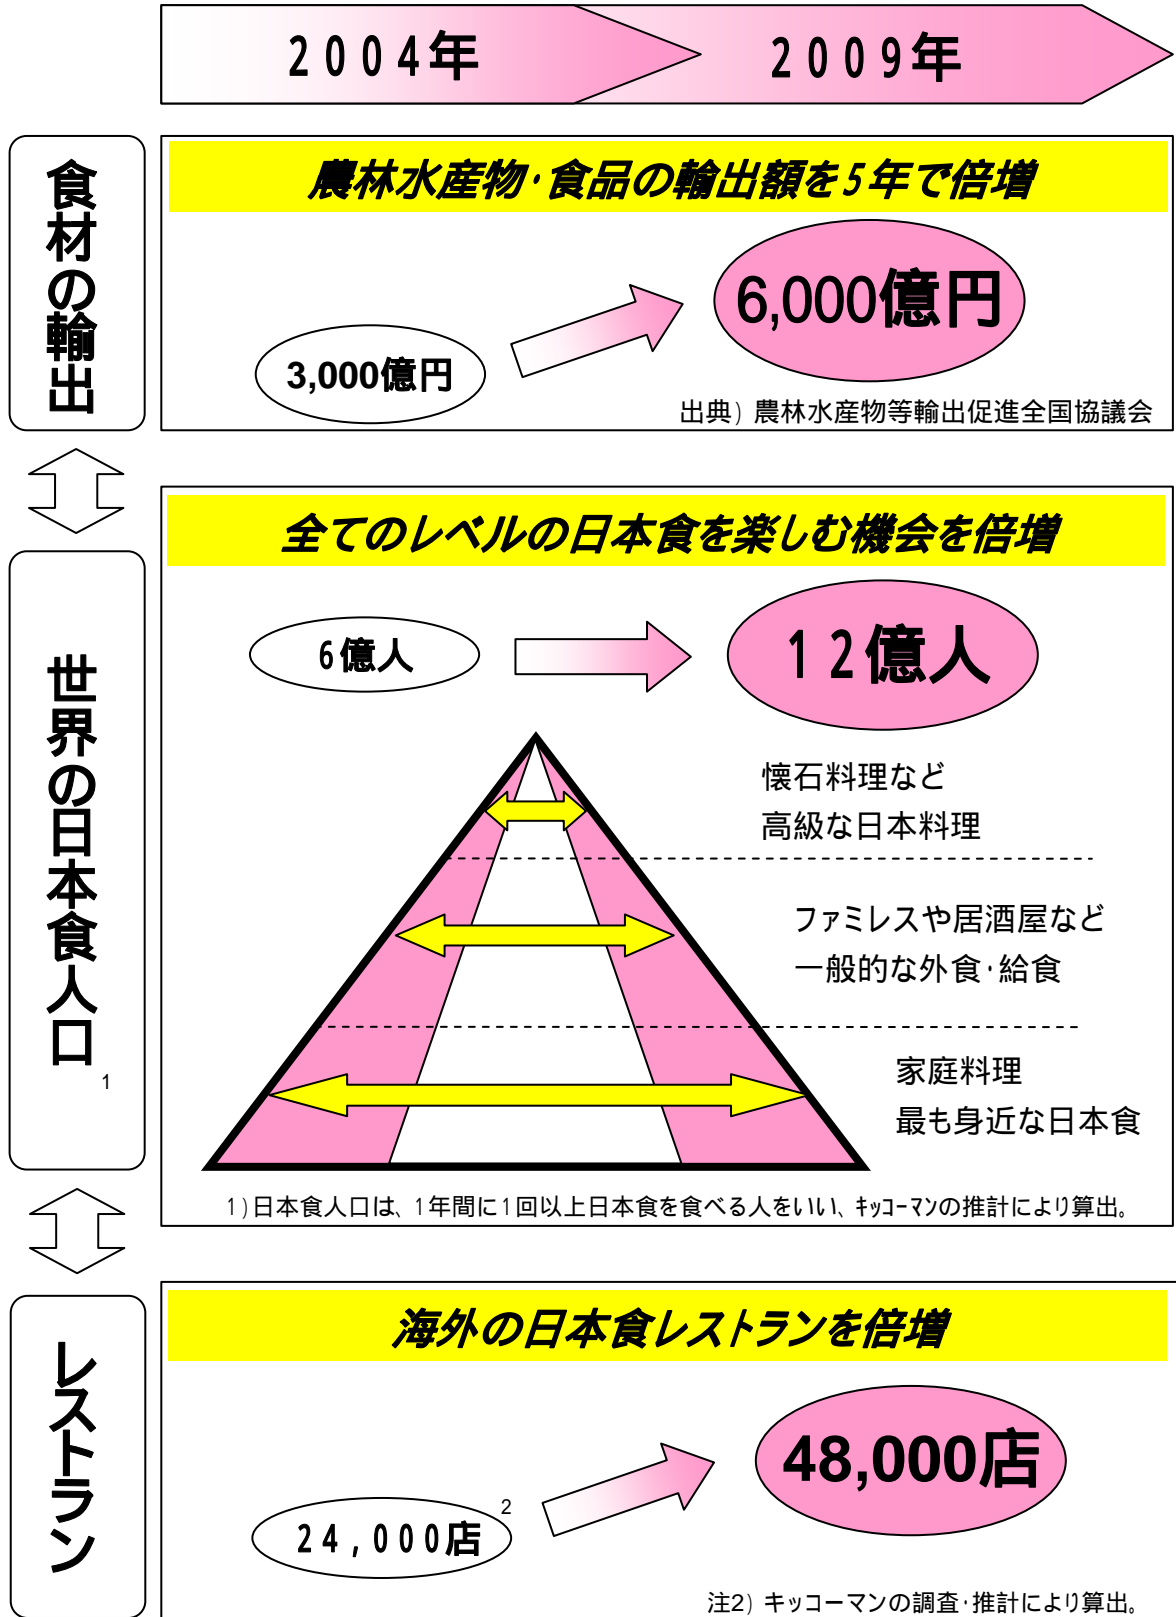 2004年
2009年
食材の輸出
農林水産物・食品の輸出額を5年で倍増
3,000億円
6,000億円
出典）農林水産物等輸出促進全国協議会
世界の日本食人口 1
全てのレベルの日本食を楽しむ機会を倍増
6億人
12億人
懐石料理など
高級な日本料理
ファミレスや居酒屋など
一般的な外食・給食
家庭料理
最も身近な日本食
1)日本食人口は、1年間に1回以上日本食を食べる人をいい、キッコーマンの推計により算出。
レストラン
海外の日本食レストランを倍増
24,000店 2
48,000店
注2）キッコーマンの調査・推計により算出。